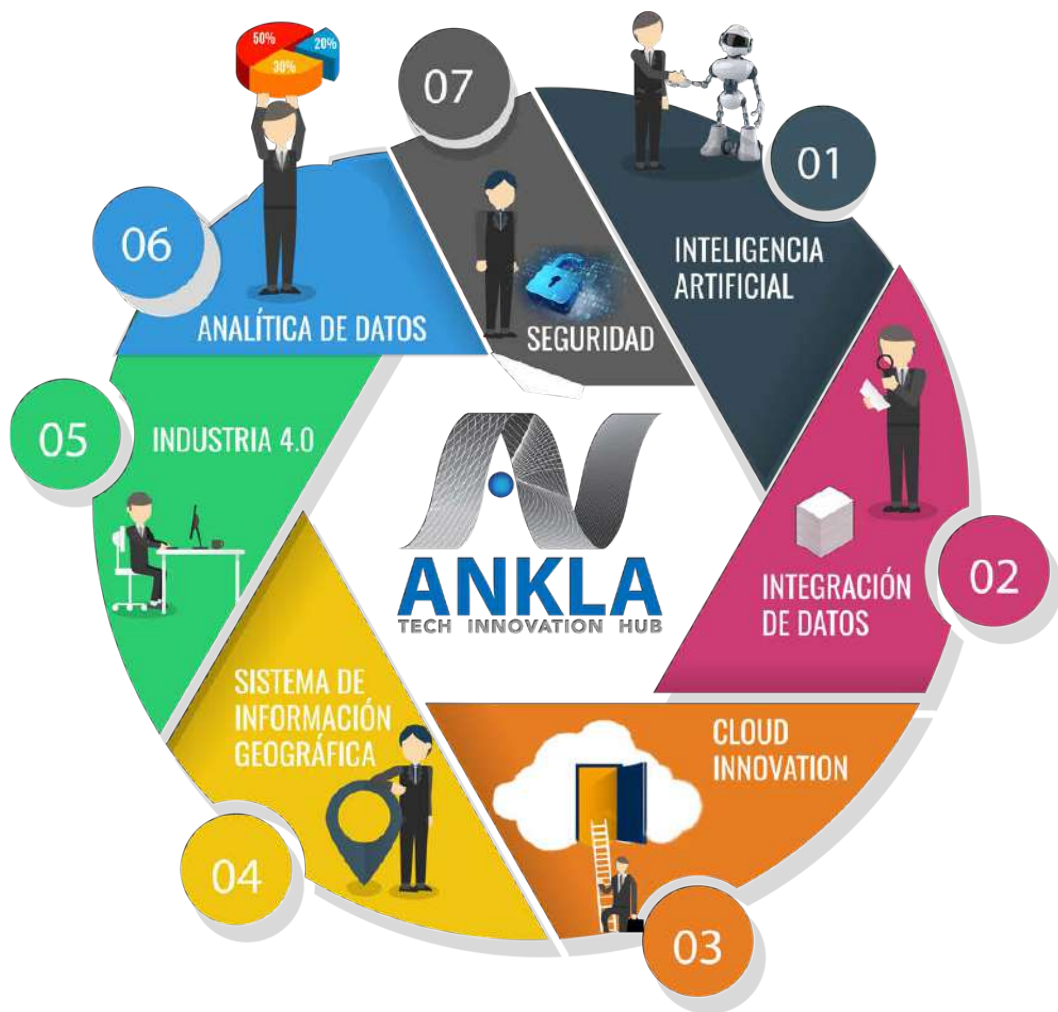 50%
20%
30%
07
01
INTELIGENCIA
ARTIFICIAL
06
ANALÍTICA DE DATOS
SEGURIDAD
05
INDUSTRIA 4.0
ANKLA
TECH INNOVATION HUB
02
INTEGRACIÓN
DE DATOS
SISTEMA DE
INFORMACIÓN
GEOGRÁFICA
CLOUD
INNOVATION
04
03